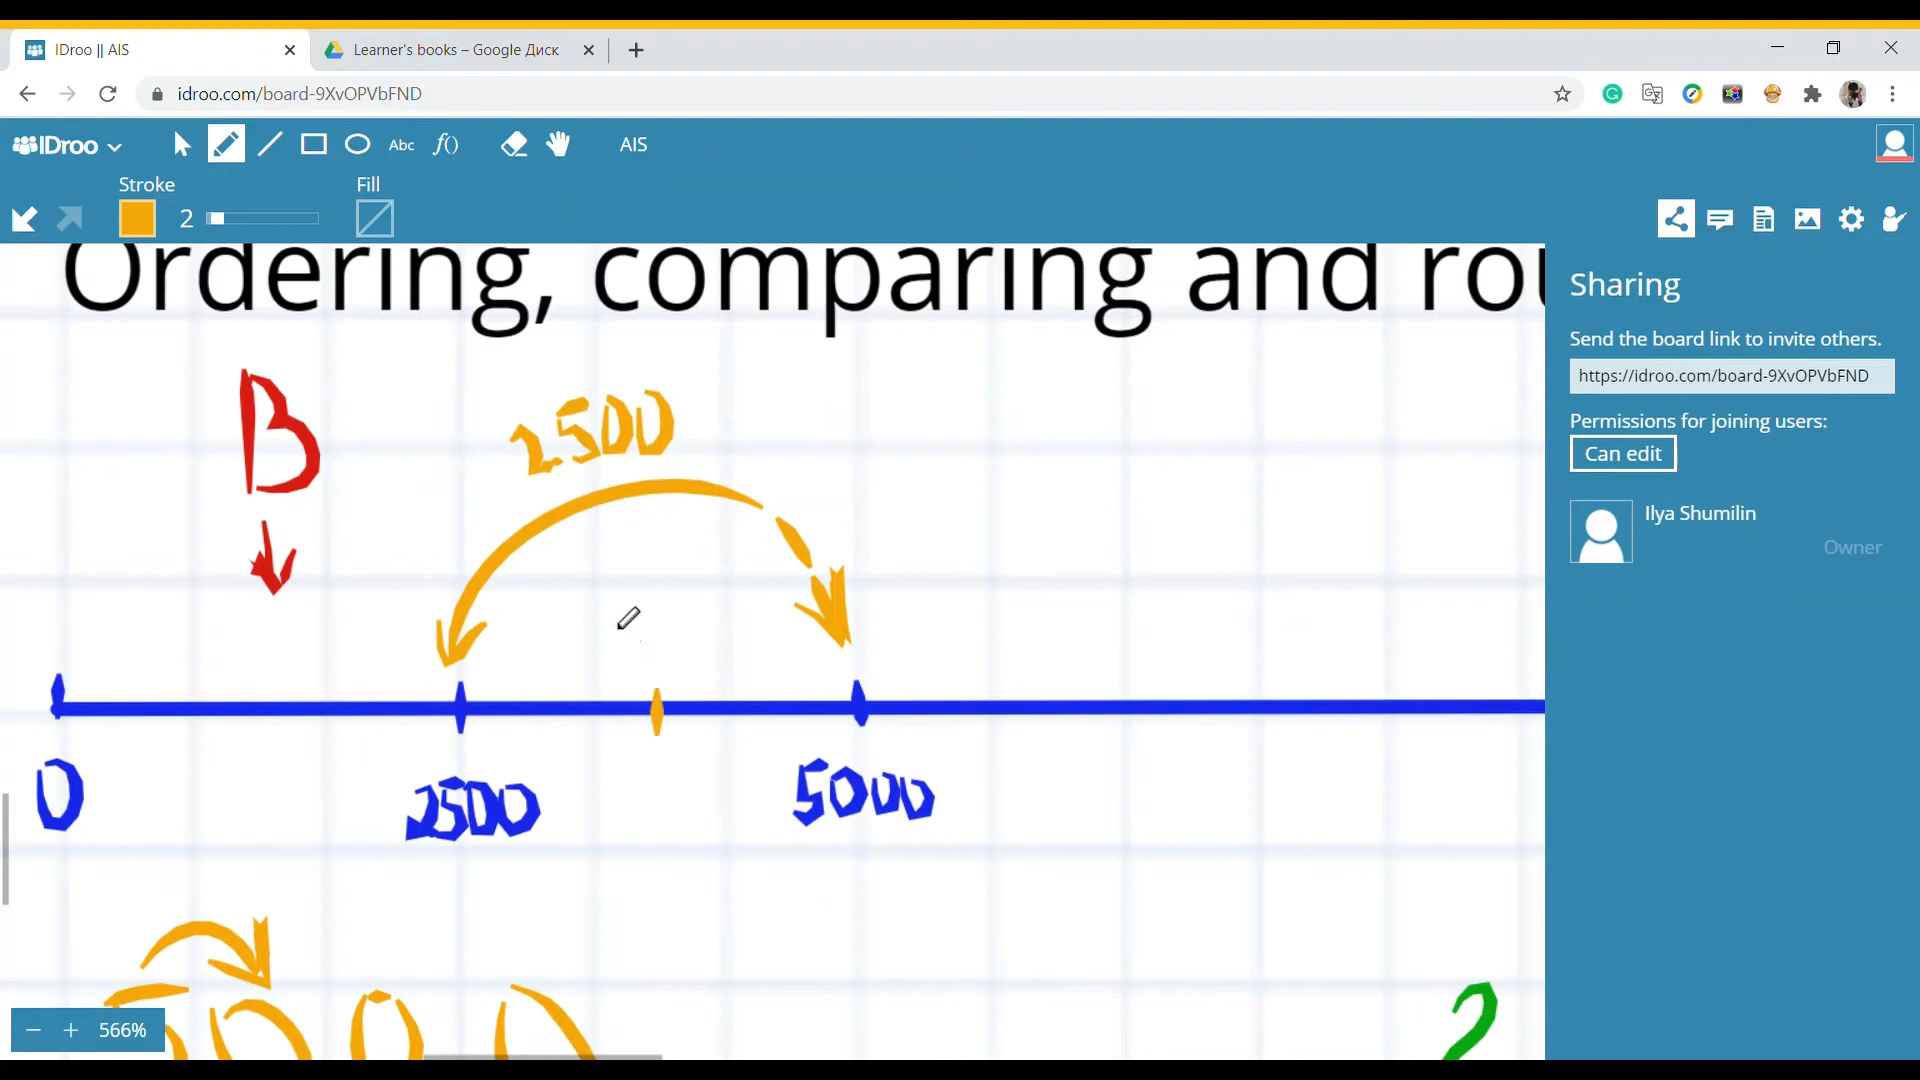 IDroo || AIS
Learner's books – Google Диск
idroo.com/board-9XvOPVbFND
IDroo
Abc
f()
AIS
Stroke
Fill
2
Ordering, comparing and rou
Sharing
Send the board link to invite others.
https://idroo.com/board-9XvOPVbFND
Permissions for joining users:
Can edit
Ilya Shumilin
Owner
B
2500
0
2500
5000
2
566%